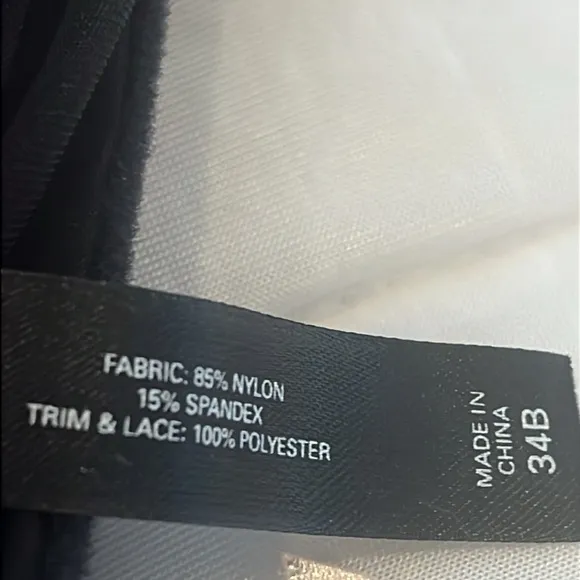 FABRIC: 85% NYLON
15% SPANDEX
TRIM & LACE: 100% POLYESTER
MADE IN
CHINA
34B